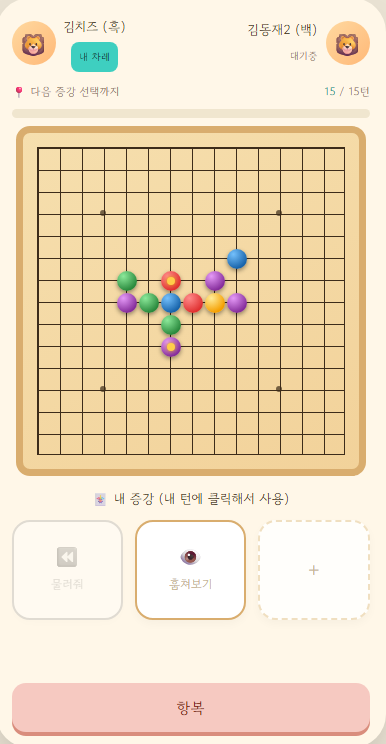 김치즈 (흑)
내 차례
김동재2 (백)
대기중
다음 증강 선택까지
15 / 15턴
내 증강 (내 턴에 클릭해서 사용)
물러줘
훔쳐보기
+
항복